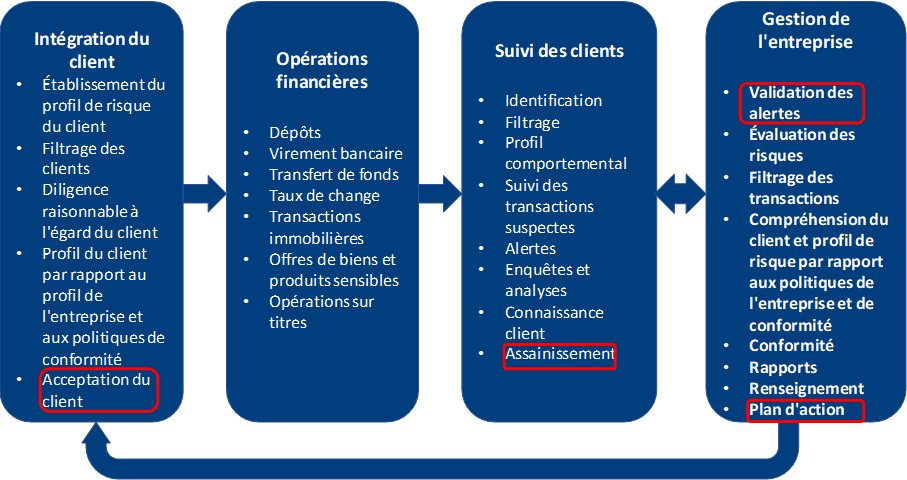 Intégration du
client
• Établissement du
profil de risque
du client
• Filtrage des
clients
• Diligence
raisonnable à
l'égard du client
• Profil du client
par rapport au
profil de
l'entreprise et
aux politiques de
conformité
• Acceptation du
client
Opérations
financières
• Dépôts
• Virement bancaire
• Transfert de fonds
• Taux de change
• Transactions
immobilières
• Offres de biens et
produits sensibles
• Opérations sur
titres
Suivi des clients
• Identification
• Filtrage
• Profil
comportemental
• Suivi des
transactions
suspectes
• Alertes
• Enquêtes et
analyses
• Connaissance
client
• Assainissement
Gestion de
l'entreprise
• Validation des
alertes
• Évaluation des
risques
• Filtrage des
transactions
• Compréhension du
client et profil de
risque par rapport
aux politiques de
l'entreprise et de
conformité
• Conformité
• Rapports
• Renseignement
• Plan d'action